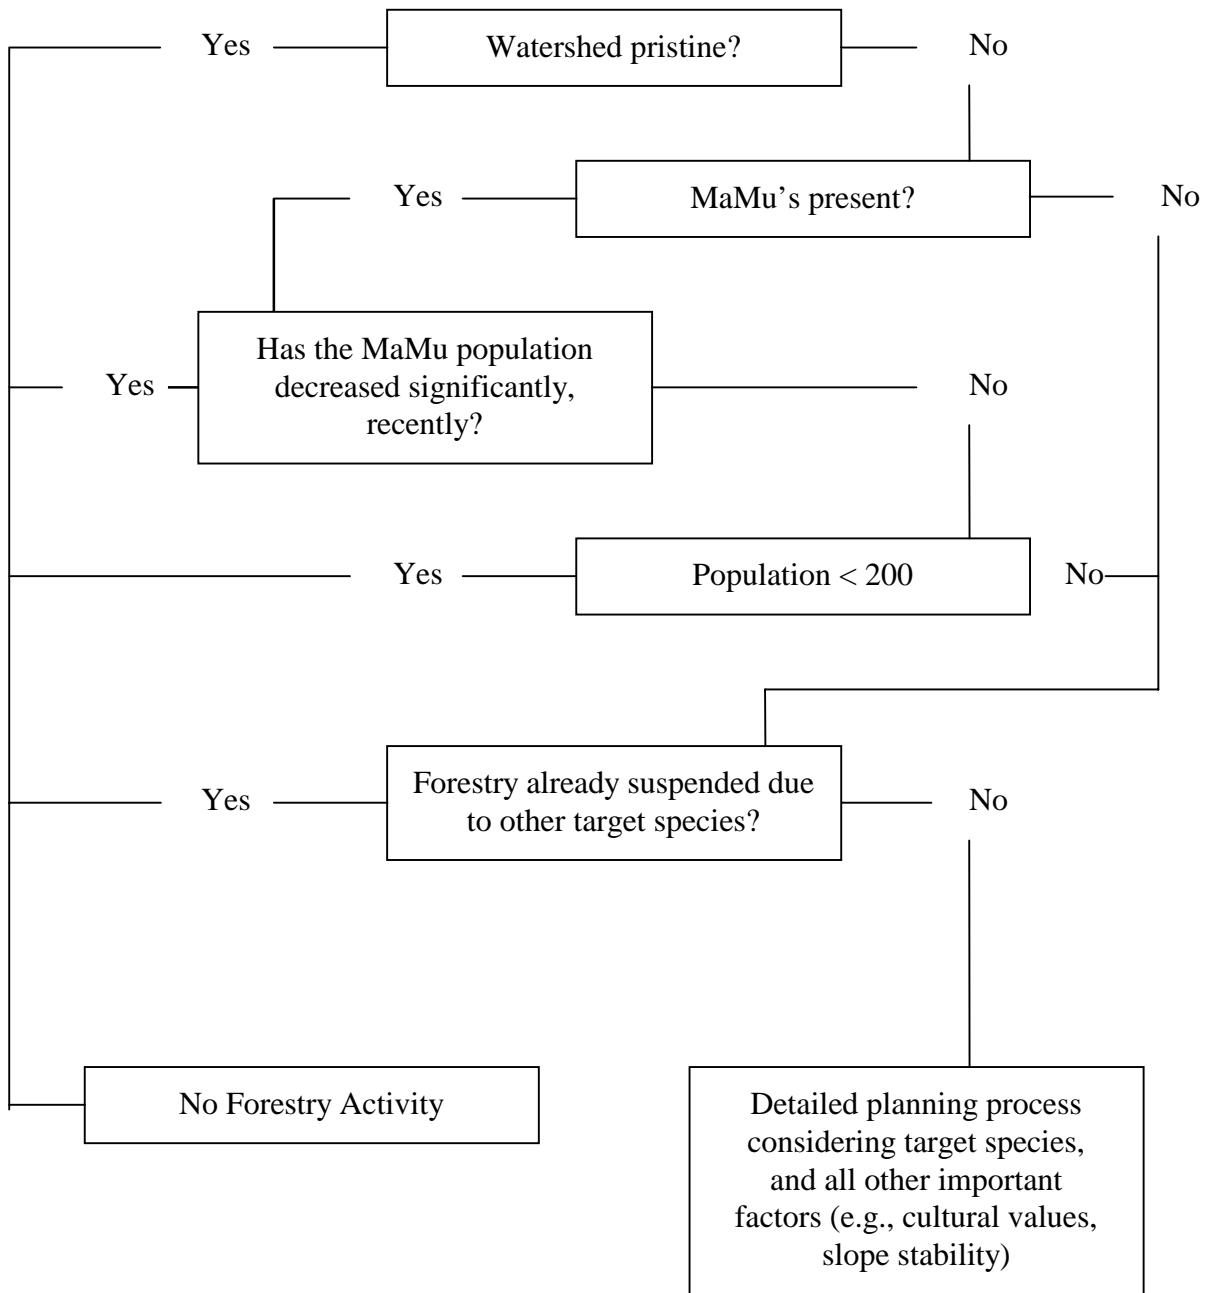 Yes
Watershed pristine?
No
Yes
MaMu’s present?
No
Has the MaMu population
decreased significantly,
recently?
Yes
No
Yes
Population < 200
No
Forestry already suspended due
to other target species?
Yes
No
No Forestry Activity
Detailed planning process
considering target species,
and all other important
factors (e.g., cultural values,
slope stability)